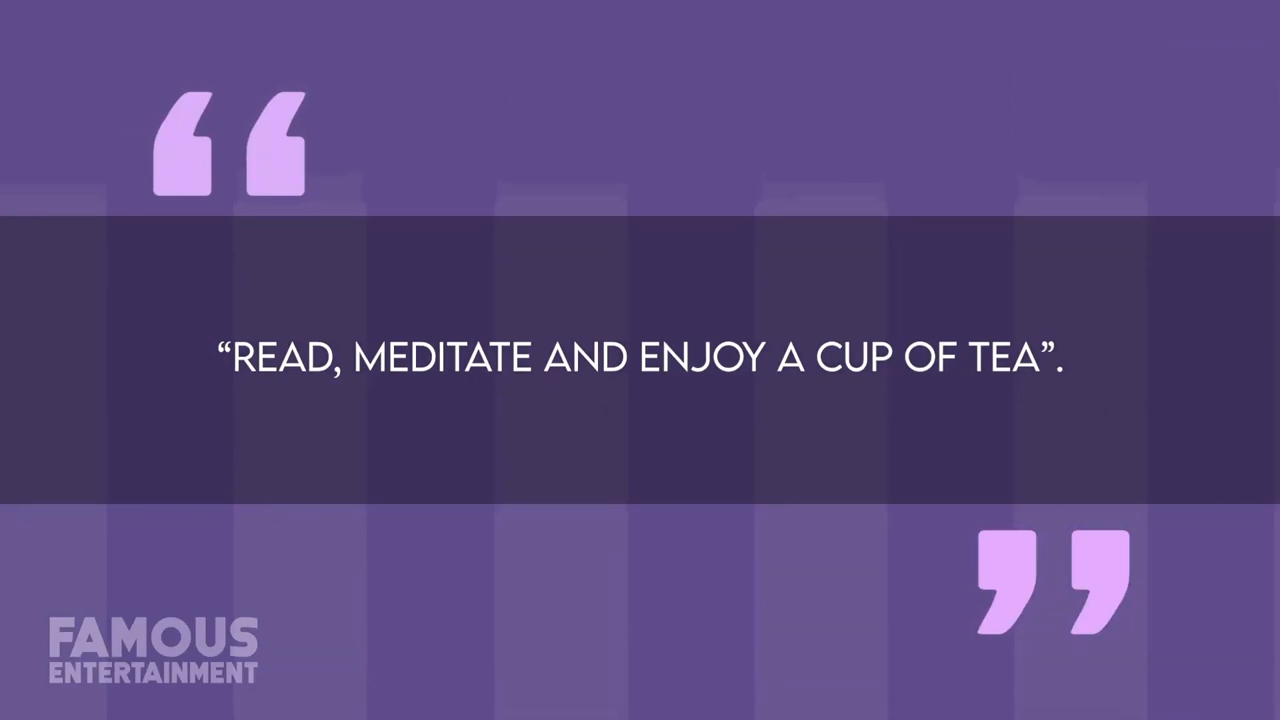 “READ, MEDITATE AND ENJOY A CUP OF TEA”.
FAMOUS
ENTERTAINMENT